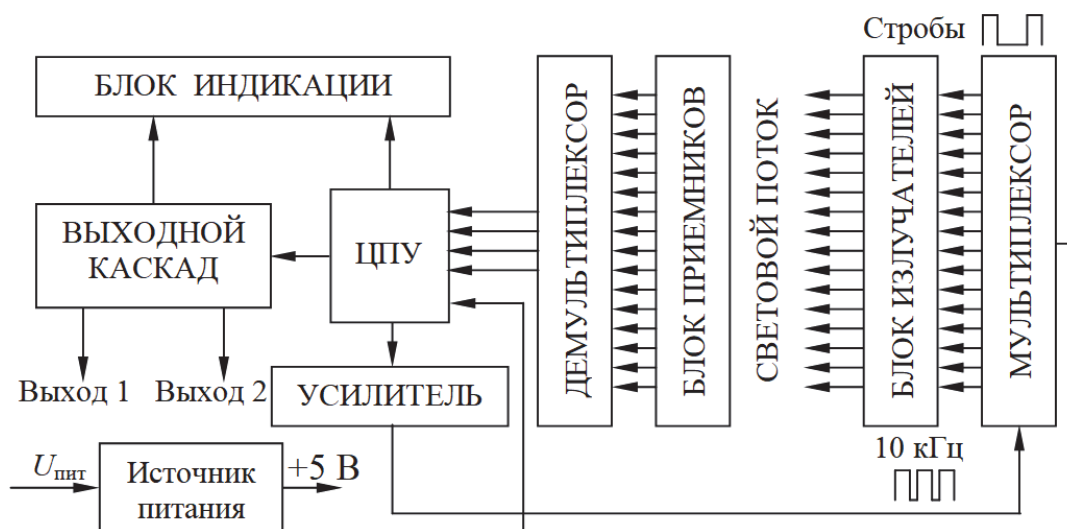 Стробы
БЛОК ИНДИКАЦИИ
ВЫХОДНОЙ
КАСКАД
ЦПУ
ДЕМУЛЬТИПЛЕКСОР
БЛОК ПРИЕМНИКОВ
СВЕТОВОЙ ПОТОК
БЛОК ИЗЛУЧАТЕЛЕЙ
МУЛЬТИПЛЕКСОР
Выход 1
Выход 2
УСИЛИТЕЛЬ
10 кГц
Uпит
Источник
питания
+5 В